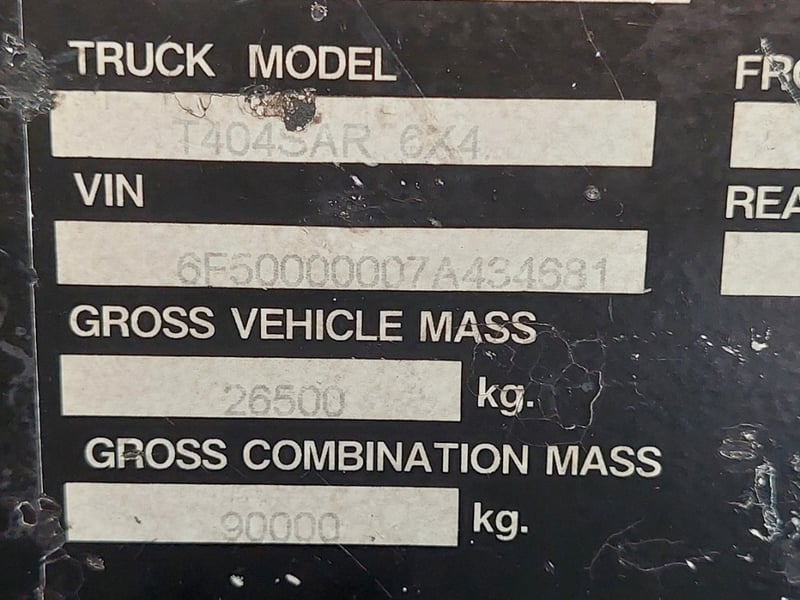 TRUCK MODEL
T404SAR 6X4
VIN
6F50000007A434681
GROSS VEHICLE MASS
26500 kg.
GROSS COMBINATION MASS
90000 kg.